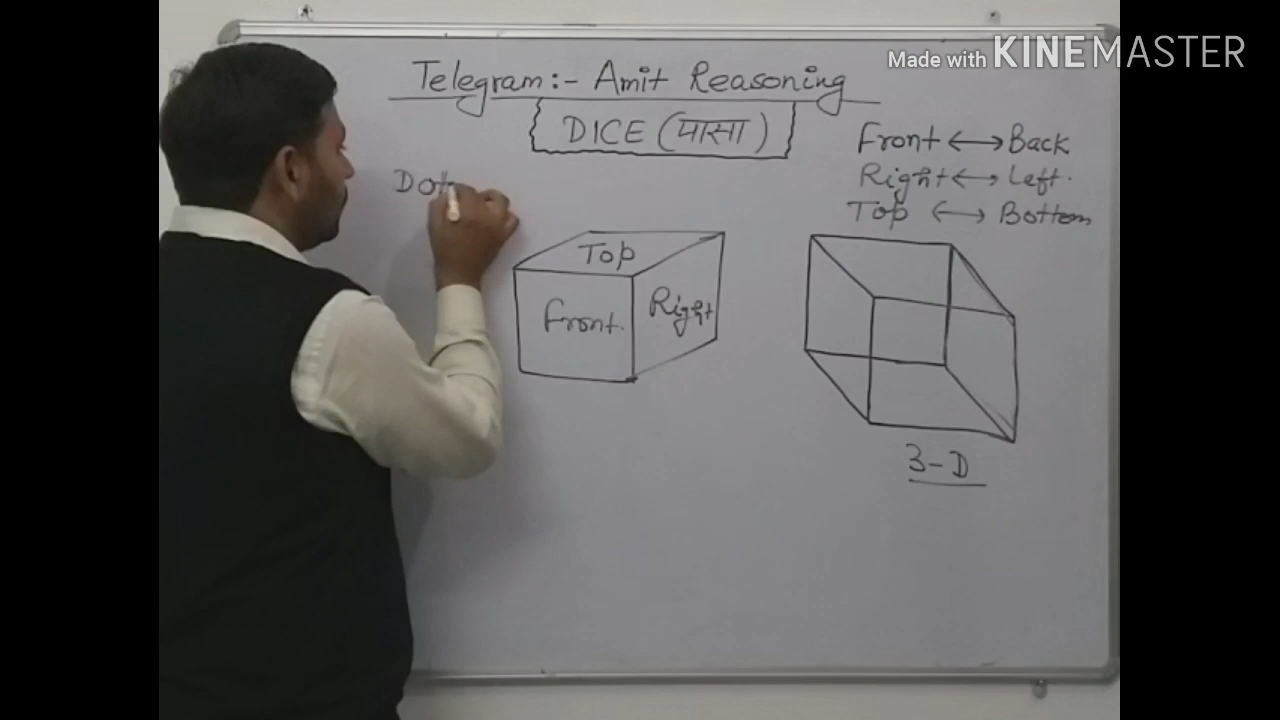 Made with KINEMASTER
Telegram:- Amit Reasoning
DICE (पासा)
Front ↔ Back
Right ↔ Left.
Top ↔ Bottom
Dot
Top
Front.
Right
3-D